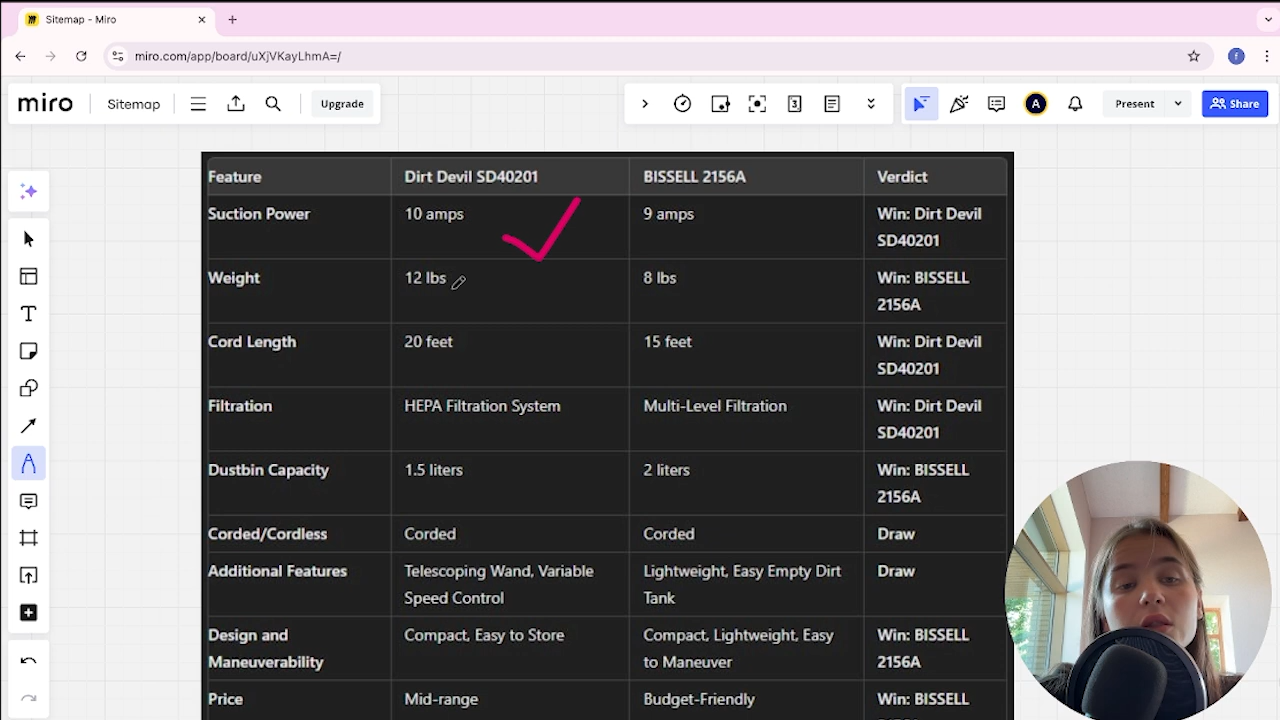 Sitemap - Miro
miro.com/app/board/uXjVKayLhmA=/
f
miro
Sitemap
Upgrade
3
A
Present
Share
Feature Dirt Devil SD40201 BISSELL 2156A Verdict
Suction Power 10 amps 9 amps Win: Dirt Devil
SD40201
Weight 12 lbs 8 lbs Win: BISSELL
2156A
Cord Length 20 feet 15 feet Win: Dirt Devil
SD40201
Filtration HEPA Filtration System Multi-Level Filtration Win: Dirt Devil
SD40201
Dustbin Capacity 1.5 liters 2 liters Win: BISSELL
2156A
Corded/Cordless Corded Corded Draw
Additional Features Telescoping Wand, Variable Lightweight, Easy Empty Dirt Draw
Speed Control Tank
Design and Compact, Easy to Store Compact, Lightweight, Easy Win: BISSELL
Maneuverability to Maneuver 2156A
Price Mid-range Budget-Friendly Win: BISSELL